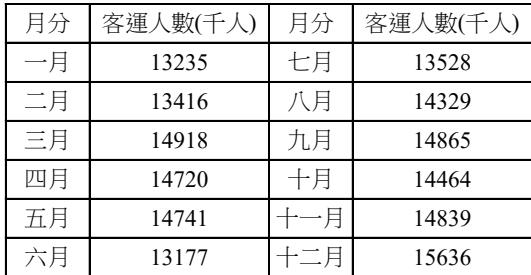 月分 客運人數(千人) 月分 客運人數(千人)
一月 13235 七月 13528
二月 13416 八月 14329
三月 14918 九月 14865
四月 14720 十月 14464
五月 14741 十一月 14839
六月 13177 十二月 15636